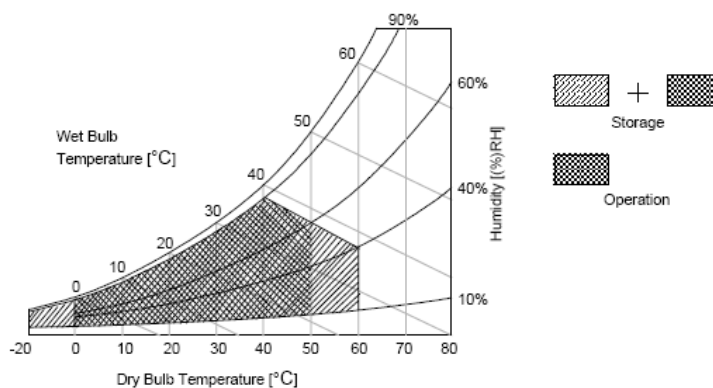 90%
60
60%
50
Wet Bulb
Temperature [°C]
40
40%
30
20
10
0
10%
Humidity [(%)RH]
-20 0 10 20 30 40 50 60 70 80
Dry Bulb Temperature [°C]
+
Storage
Operation